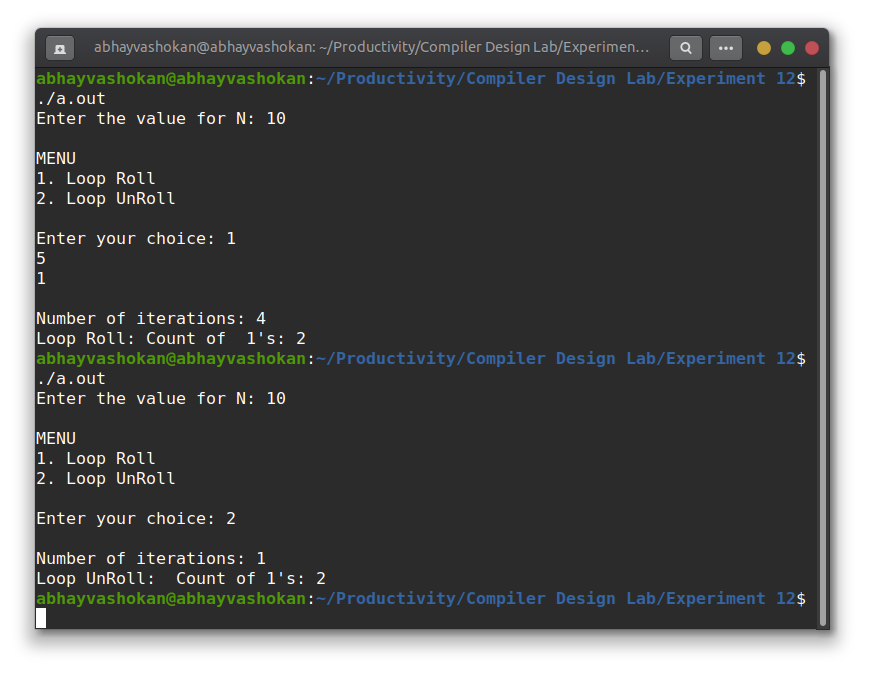 abhayvashokan@abhayvashokan: ~/Productivity/Compiler Design Lab/Experimen…
abhayvashokan@abhayvashokan:~/Productivity/Compiler Design Lab/Experiment 12$
./a.out
Enter the value for N: 10
MENU
1. Loop Roll
2. Loop UnRoll
Enter your choice: 1
5
1
Number of iterations: 4
Loop Roll: Count of  1's: 2
abhayvashokan@abhayvashokan:~/Productivity/Compiler Design Lab/Experiment 12$
./a.out
Enter the value for N: 10
MENU
1. Loop Roll
2. Loop UnRoll
Enter your choice: 2
Number of iterations: 1
Loop UnRoll:  Count of 1's: 2
abhayvashokan@abhayvashokan:~/Productivity/Compiler Design Lab/Experiment 12$